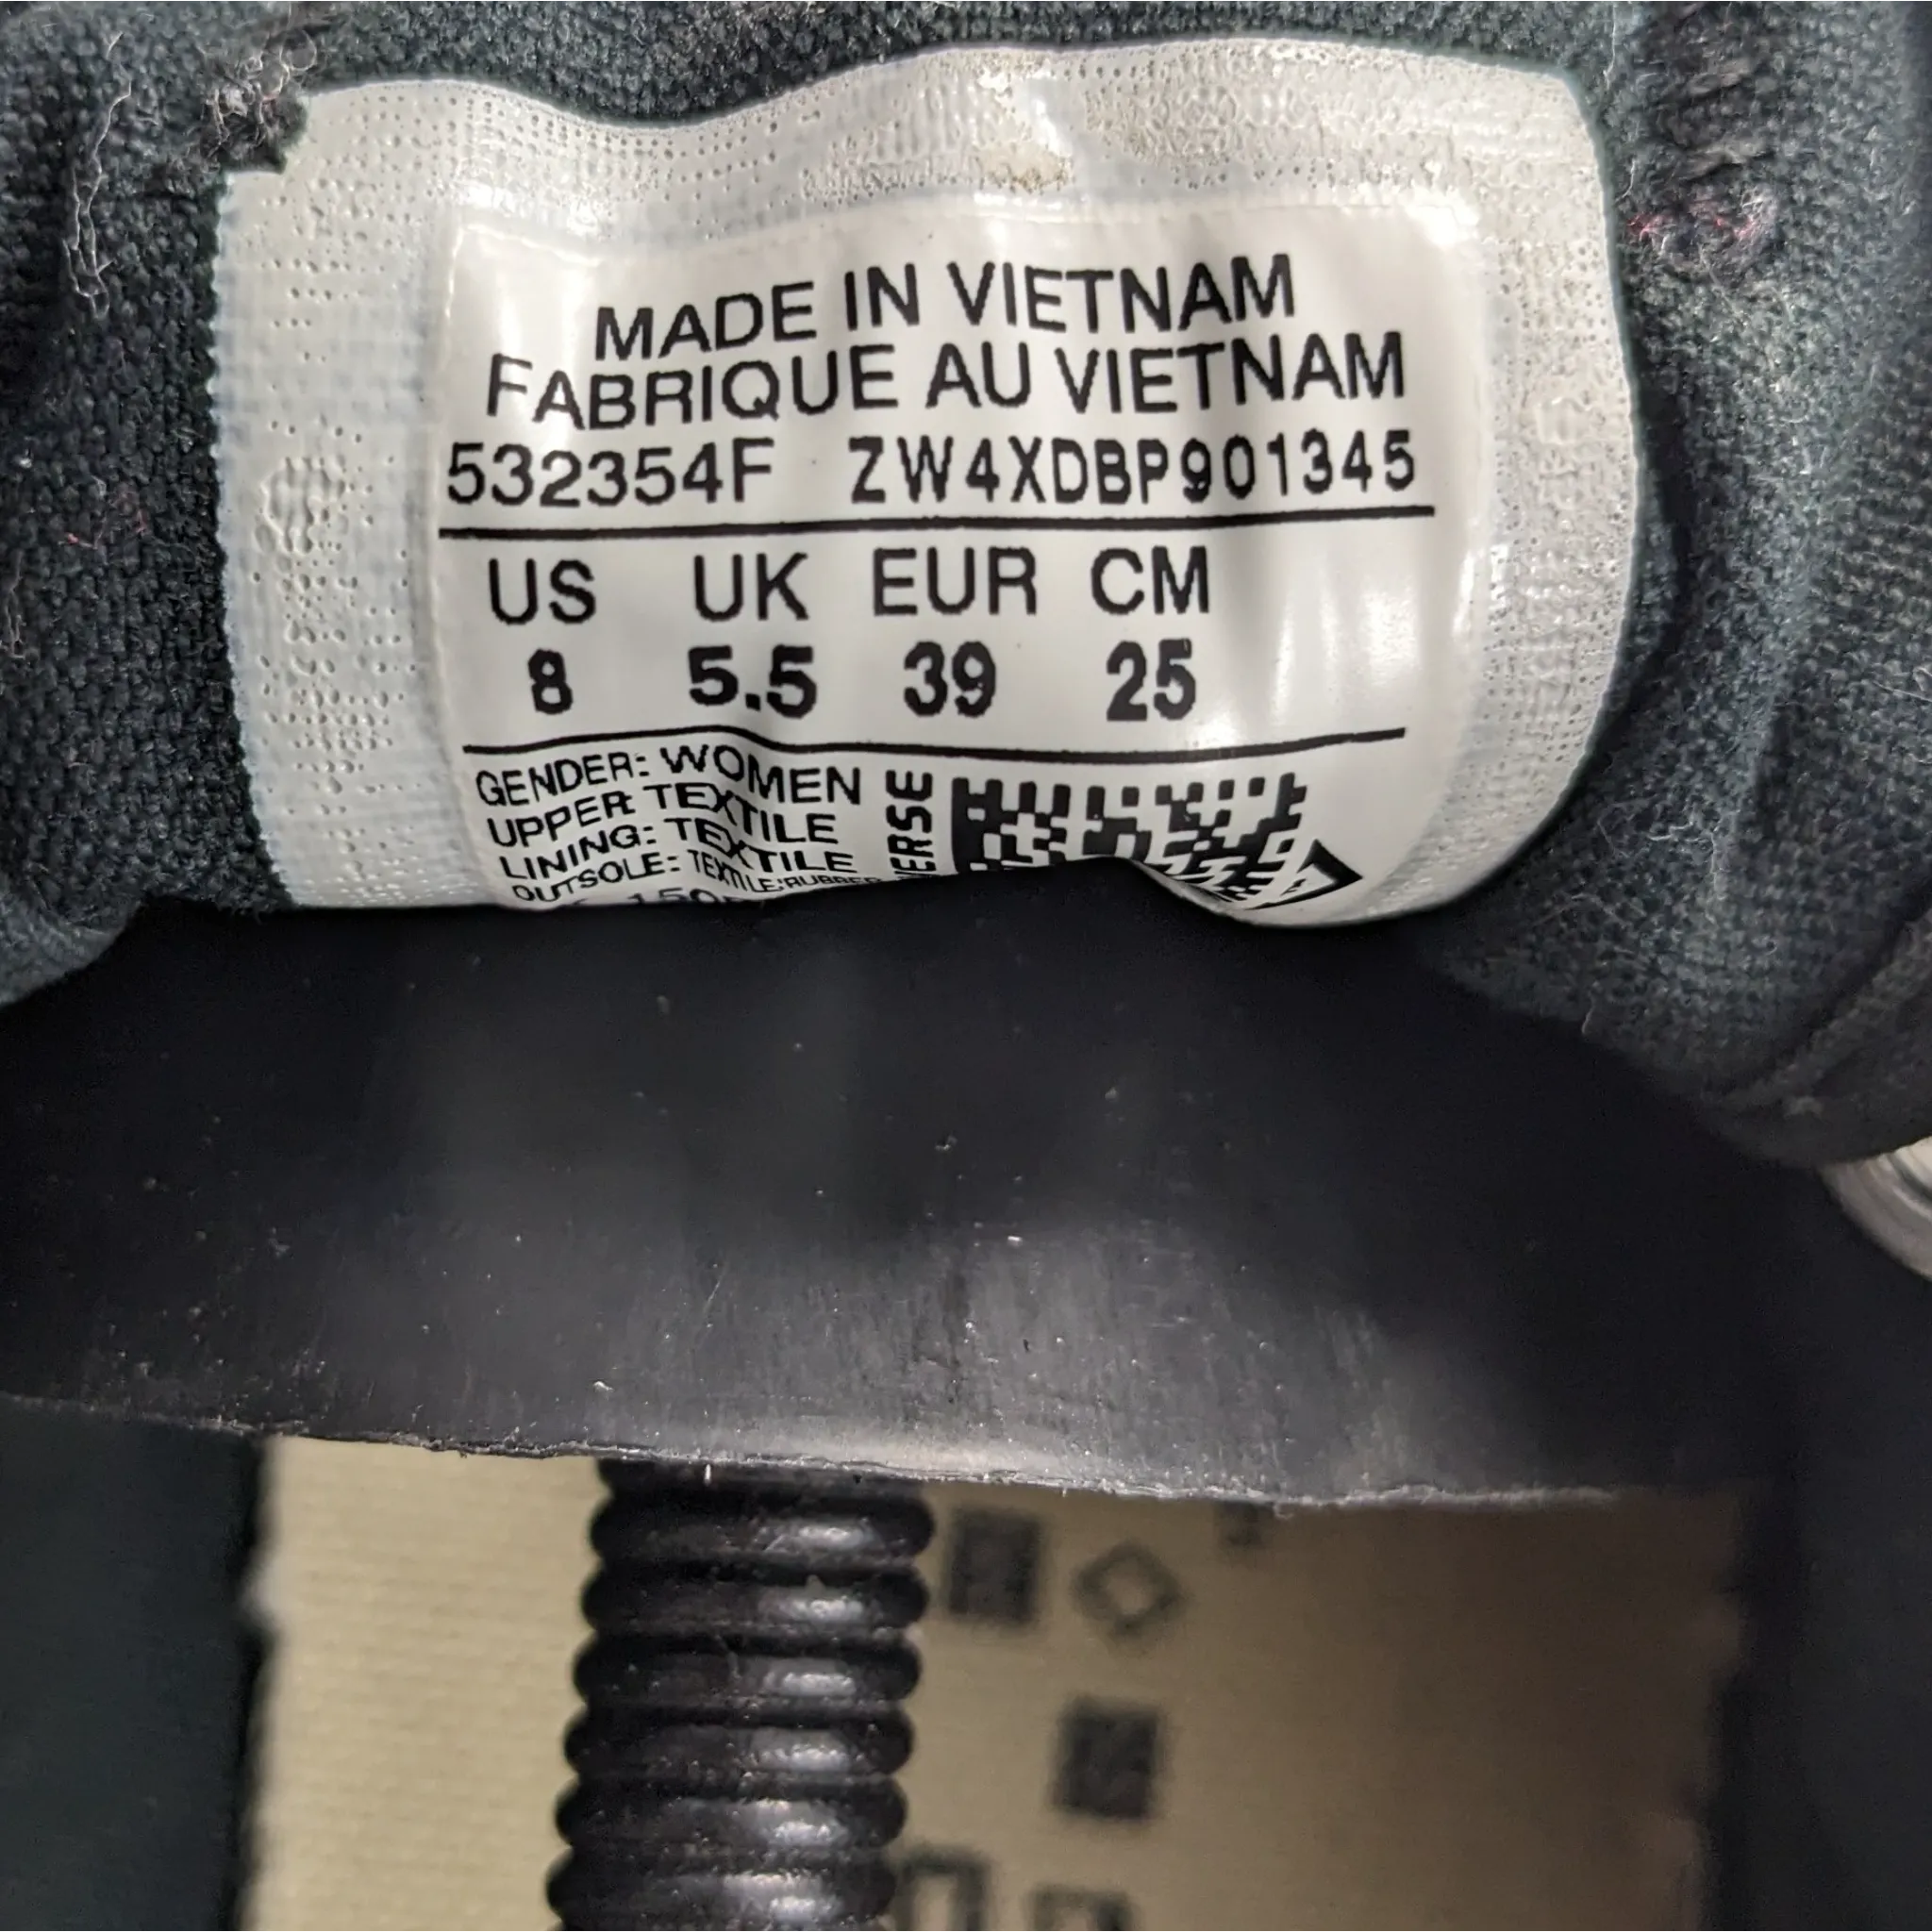 MADE IN VIETNAM
FABRIQUE AU VIETNAM
532354F ZW4XDBP901345
US UK EUR CM
8 5.5 39 25
GENDER: WOMEN
UPPER: TEXTILE
LINING: TEXTILE
OUTSOLE: TEXTILE;RUBBER